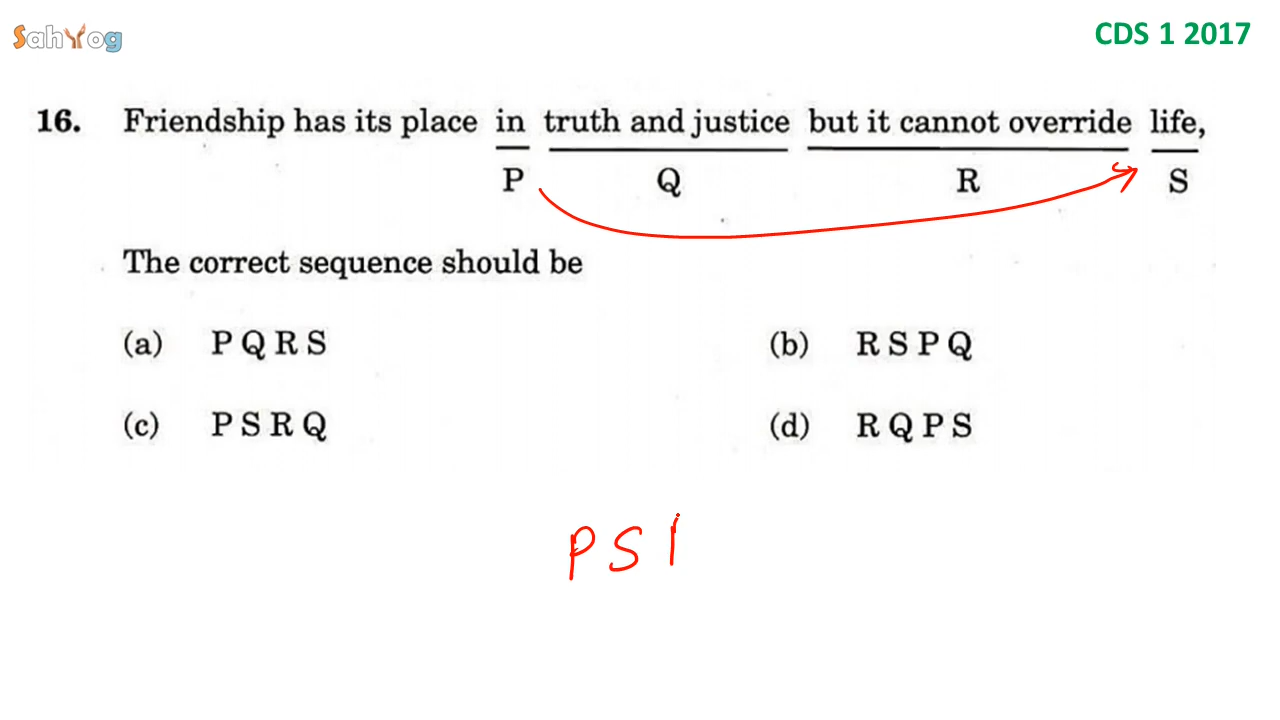 SahYog
CDS 1 2017
16. Friendship has its place in truth and justice but it cannot override life,
P Q R S
The correct sequence should be
(a) P Q R S (b) R S P Q
(c) P S R Q (d) R Q P S
P S